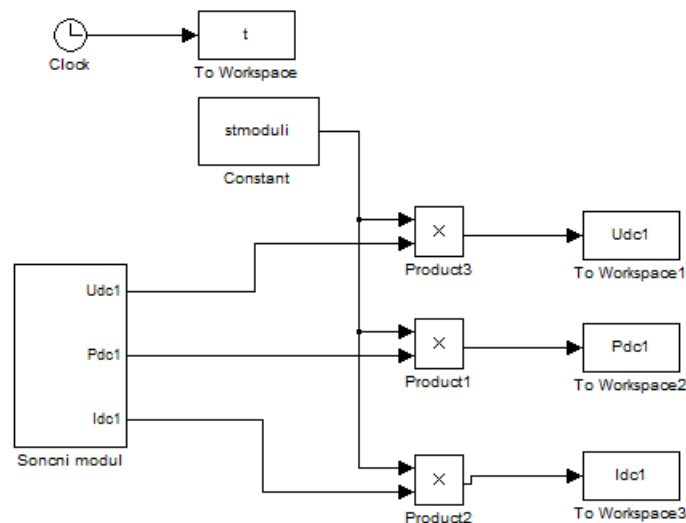 t
Clock
To Workspace
stmoduli
Constant
×
Udc1
Product3
To Workspace1
Udc1
Pdc1
Idc1
Soncni modul
×
Pdc1
Product1
To Workspace2
×
Idc1
Product2
To Workspace3